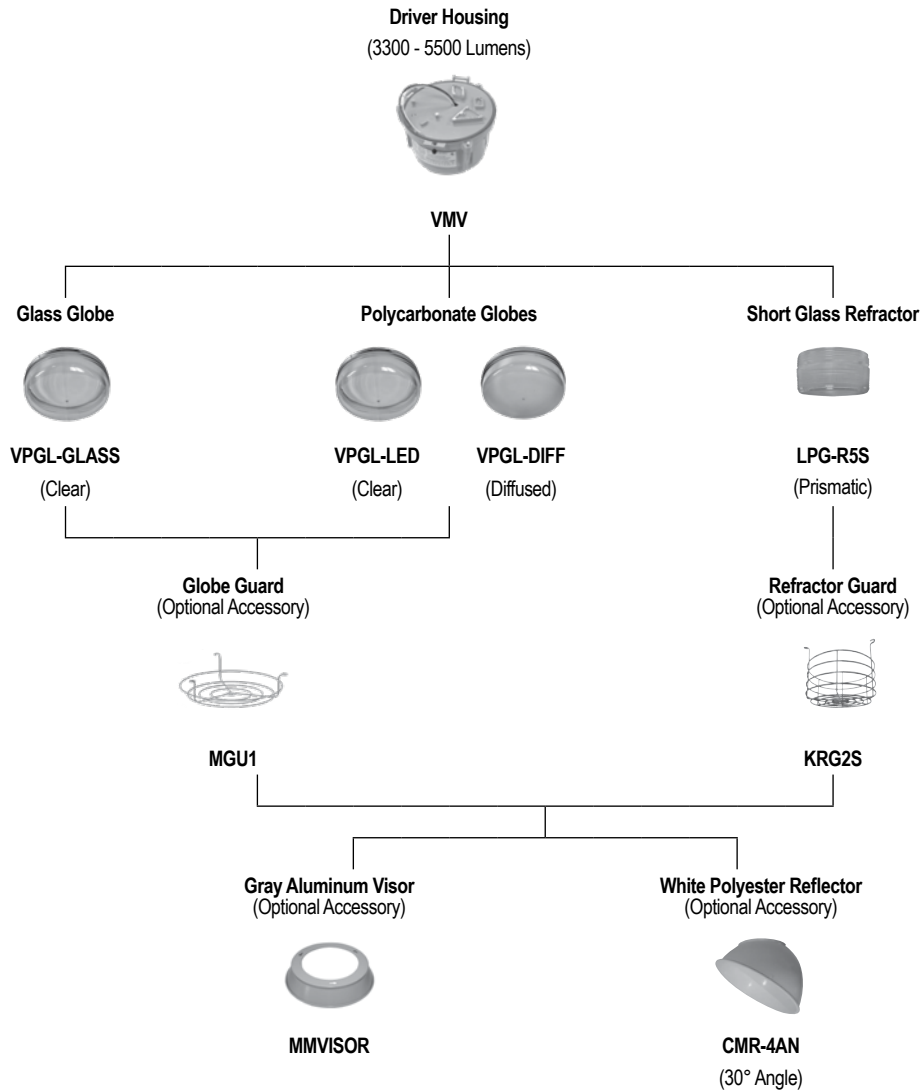 Driver Housing
(3300 - 5500 Lumens)
VMV
Glass Globe
Polycarbonate Globes
Short Glass Refractor
VPGL-GLASS
VPGL-LED
VPGL-DIFF
LPG-R5S
(Clear)
(Clear)
(Diffused)
(Prismatic)
Globe Guard
(Optional Accessory)
Refractor Guard
(Optional Accessory)
MGU1
KRG2S
Gray Aluminum Visor
(Optional Accessory)
White Polyester Reflector
(Optional Accessory)
MMVISOR
CMR-4AN
(30° Angle)